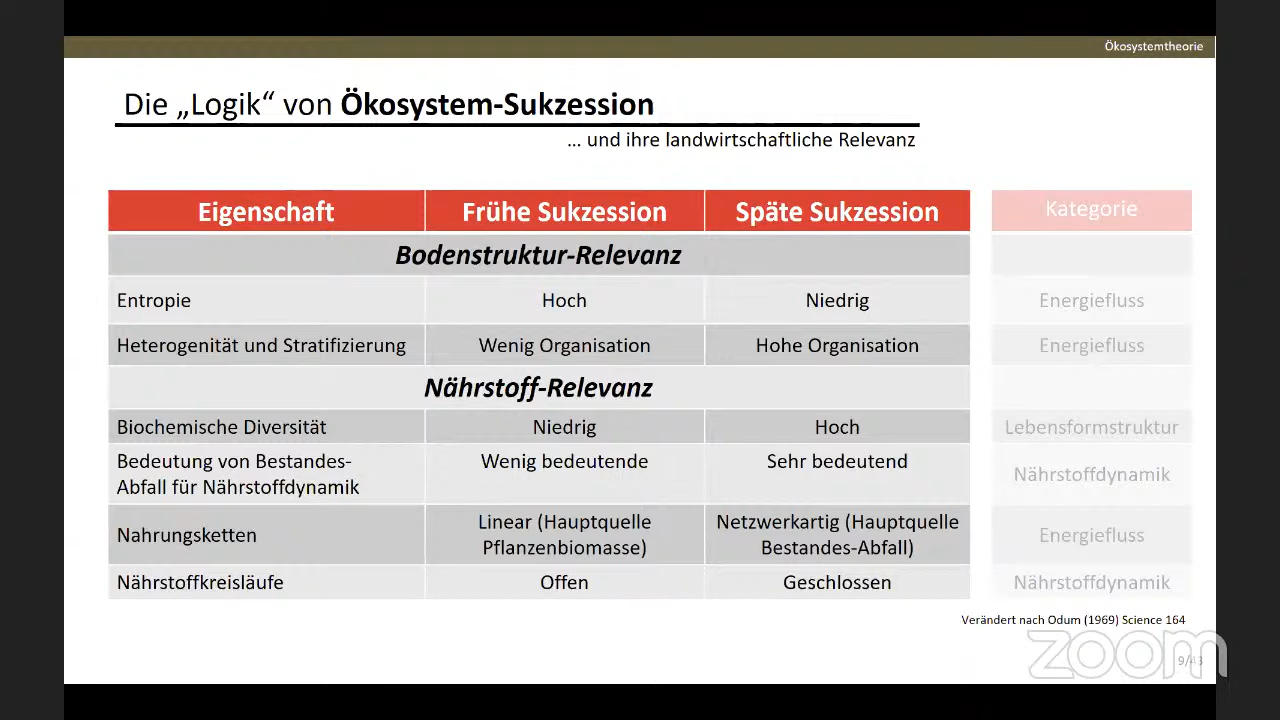 Ökosystemtheorie
Die „Logik“ von Ökosystem-Sukzession
... und ihre landwirtschaftliche Relevanz
Eigenschaft Frühe Sukzession Späte Sukzession Kategorie
Bodenstruktur-Relevanz
Entropie Hoch Niedrig Energiefluss
Heterogenität und Stratifizierung Wenig Organisation Hohe Organisation Energiefluss
Nährstoff-Relevanz
Biochemische Diversität Niedrig Hoch Lebensformstruktur
Bedeutung von Bestandes- Wenig bedeutende Sehr bedeutend
Abfall für Nährstoffdynamik Nährstoffdynamik
Nahrungsketten Linear (Hauptquelle Netzwerkartig (Hauptquelle Energiefluss
Pflanzenbiomasse) Bestandes-Abfall)
Nährstoffkreisläufe Offen Geschlossen Nährstoffdynamik
Verändert nach Odum (1969) Science 164
zoom
9/43